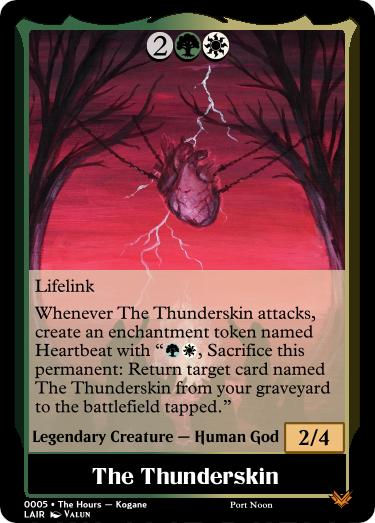 2
Lifelink
Whenever The Thunderskin attacks,
create an enchantment token named
Heartbeat with “, Sacrifice this
permanent: Return target card named
The Thunderskin from your graveyard
to the battlefield tapped.”
Legendary Creature — Human God 2/4
The Thunderskin
0005 • The Hours — Kogane Port Noon
LAIR VALUN